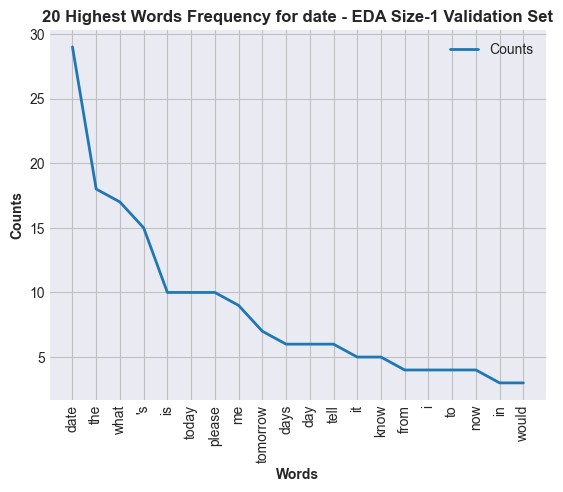 20 Highest Words Frequency for date - EDA Size-1 Validation Set
Counts
30
25
20
15
10
5
Counts
date
the
what
's
is
today
please
me
tomorrow
days
day
tell
it
know
from
i
to
now
in
would
Words